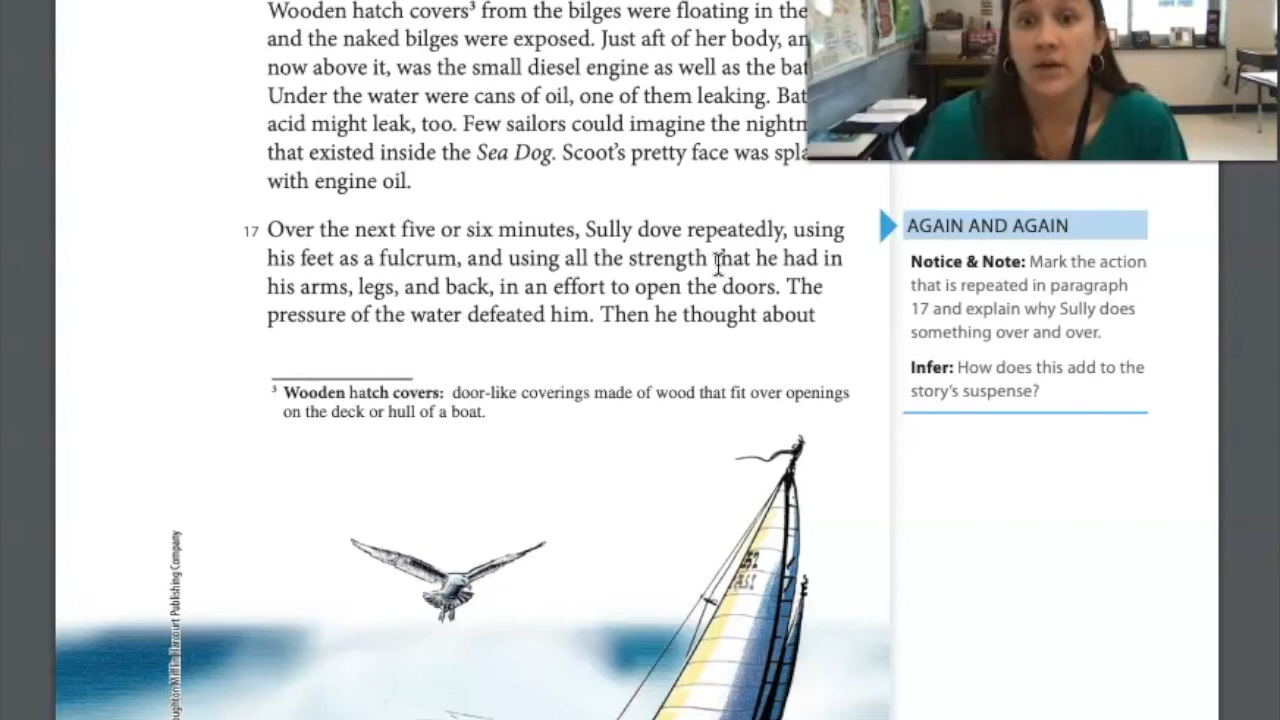 Wooden hatch covers³ from the bilges were floating in the
and the naked bilges were exposed. Just aft of her body, an
now above it, was the small diesel engine as well as the bat
Under the water were cans of oil, one of them leaking. Bat
acid might leak, too. Few sailors could imagine the nightm
that existed inside the Sea Dog. Scoot's pretty face was spla
with engine oil.
17 Over the next five or six minutes, Sully dove repeatedly, using
his feet as a fulcrum, and using all the strength that he had in
his arms, legs, and back, in an effort to open the doors. The
pressure of the water defeated him. Then he thought about
³ Wooden hatch covers: door-like coverings made of wood that fit over openings
on the deck or hull of a boat.
AGAIN AND AGAIN
Notice & Note: Mark the action
that is repeated in paragraph
17 and explain why Sully does
something over and over.
Infer: How does this add to the
story's suspense?
oughton Mifflin Harcourt Publishing Company